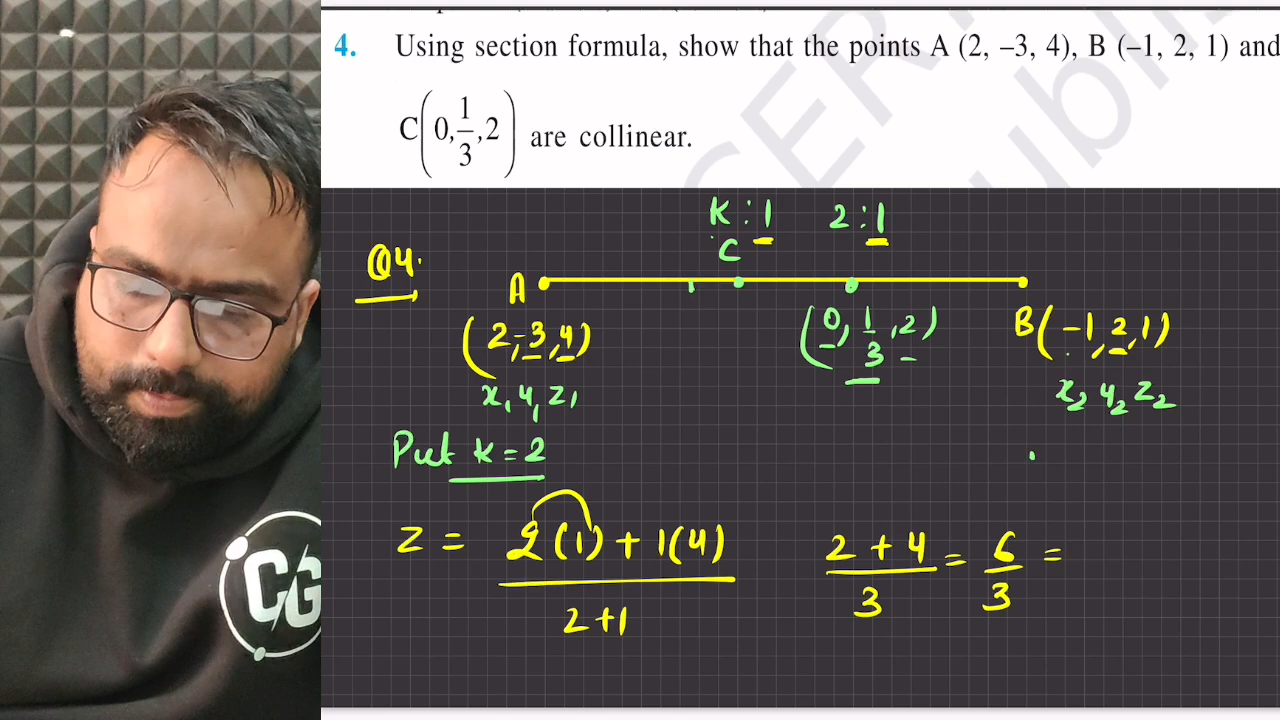 4. Using section formula, show that the points A (2, –3, 4), B (–1, 2, 1) and
C(0, 1/3, 2) are collinear.
K : 1 2 : 1
Q4. C
A
(2, -3, 4) (0, 1/3, 2) B(-1, 2, 1)
x₁ y₁ z₁ x₂ y₂ z₂
Put K = 2
z = (2(1) + 1(4))/(2+1) (2 + 4)/3 = 6/3 =
CG